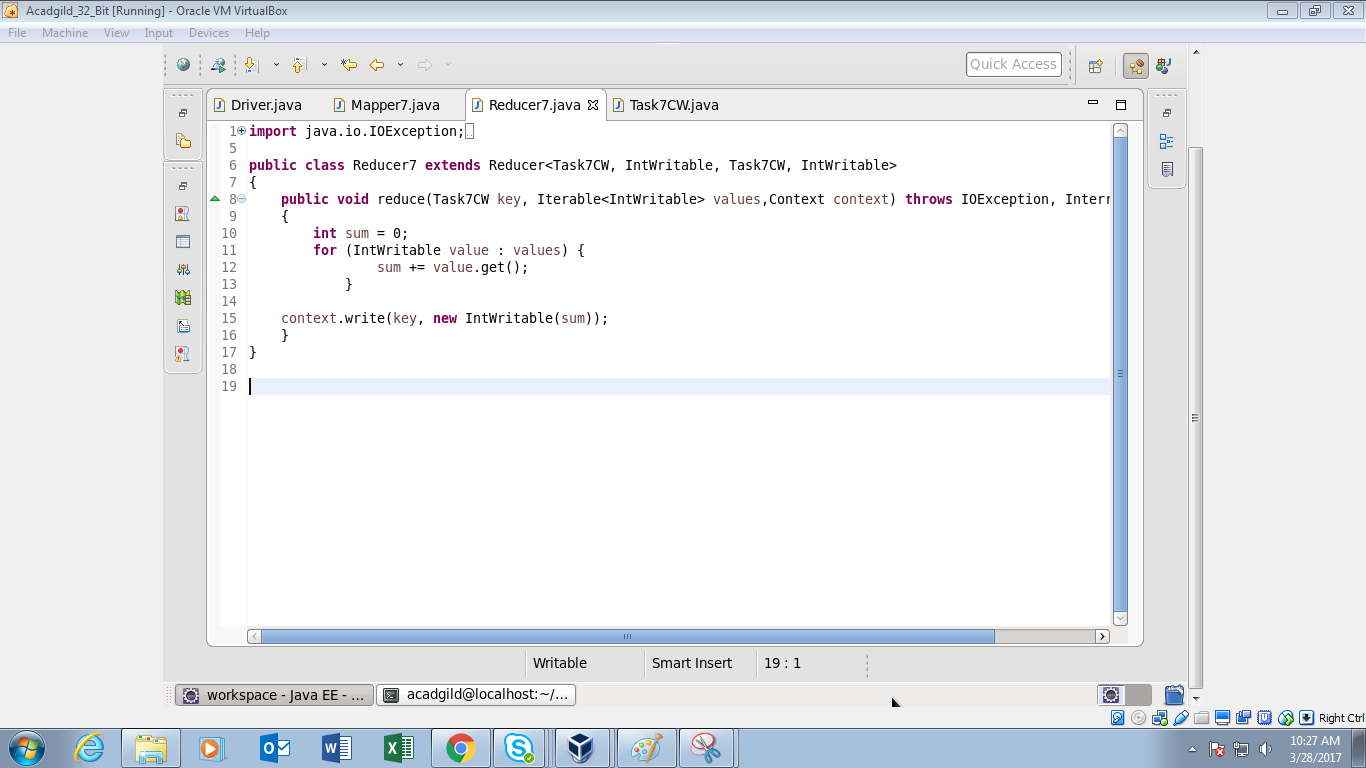 Acadgild_32_Bit [Running] - Oracle VM VirtualBox
File Machine View Input Devices Help
Quick Access
Driver.java Mapper7.java Reducer7.java Task7CW.java
1 import java.io.IOException;
5
6 public class Reducer7 extends Reducer<Task7CW, IntWritable, Task7CW, IntWritable>
7 {
8 public void reduce(Task7CW key, Iterable<IntWritable> values,Context context) throws IOException, Interr
9 {
10 int sum = 0;
11 for (IntWritable value : values) {
12 sum += value.get();
13 }
14
15 context.write(key, new IntWritable(sum));
16 }
17 }
18
19
Writable Smart Insert 19 : 1
workspace - Java EE - ... acadgild@localhost:~/...
Right Ctrl
10:27 AM
3/28/2017